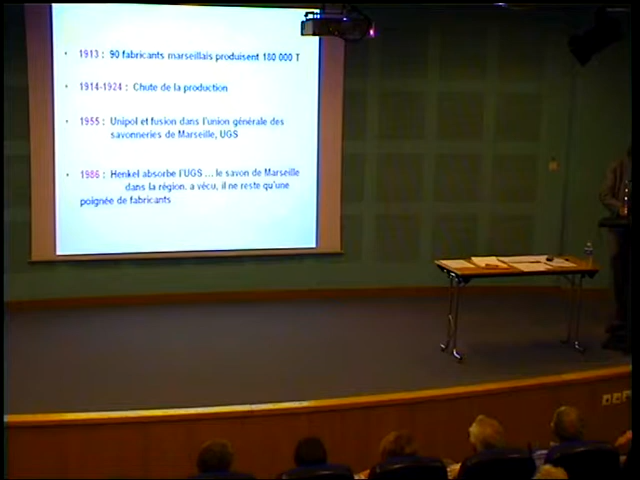 • 1913 : 90 fabricants marseillais produisent 180 000 T
• 1914-1924 : Chute de la production
• 1955 : Unipol et fusion dans l'union générale des
savonneries de Marseille, UGS
• 1986 : Henkel absorbe l'UGS ... le savon de Marseille
dans la région. a vécu, il ne reste qu'une
poignée de fabricants